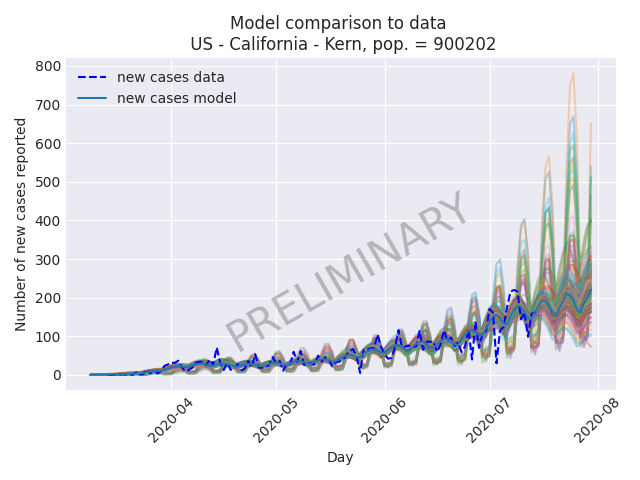 Model comparison to data
US - California - Kern, pop. = 900202
new cases data
new cases model
PRELIMINARY
Number of new cases reported
800
700
600
500
400
300
200
100
0
2020-04
2020-05
2020-06
2020-07
2020-08
Day